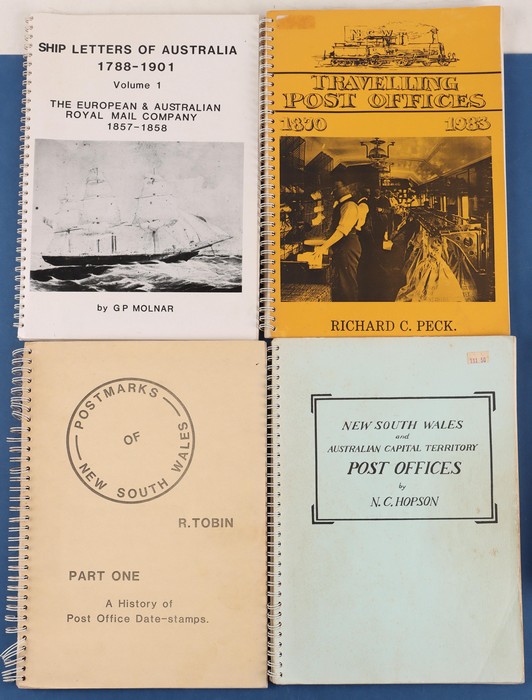 SHIP LETTERS OF AUSTRALIA
1788-1901
Volume 1
THE EUROPEAN & AUSTRALIAN
ROYAL MAIL COMPANY
1857-1858
by G P MOLNAR
TRAVELLING
POST OFFICES
1983
RICHARD C. PECK.
POSTMARKS
OF
NEW SOUTH WALES
R.TOBIN
PART ONE
A History of
Post Office Date-stamps.
NEW SOUTH WALES
and
AUSTRALIAN CAPITAL TERRITORY
POST OFFICES
by
N.C. HOPSON